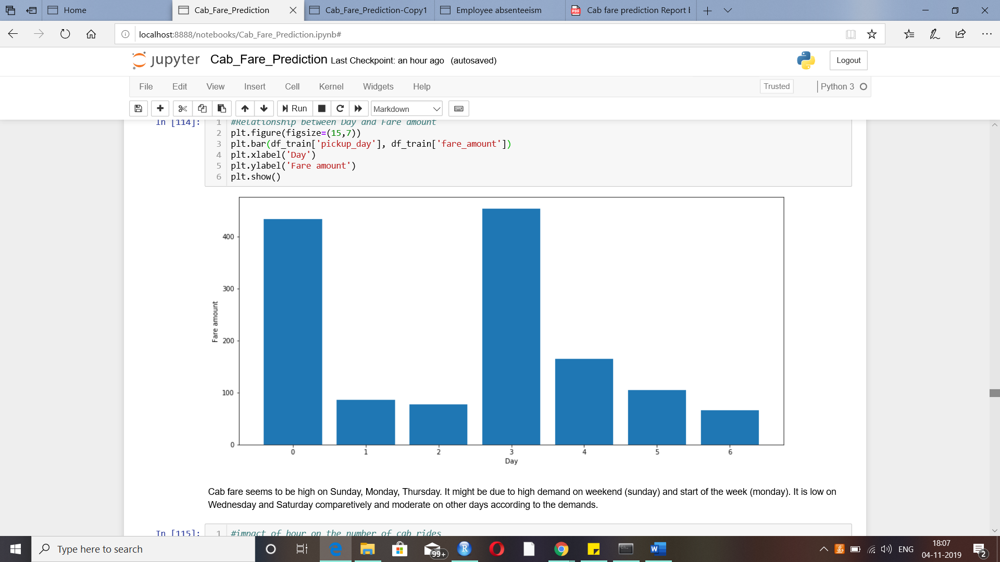 Home
Cab_Fare_Prediction
Cab_Fare_Prediction-Copy1
Employee absenteeism
PDF
Cab fare prediction Report
localhost:8888/notebooks/Cab_Fare_Prediction.ipynb#
jupyter Cab_Fare_Prediction Last Checkpoint: an hour ago (autosaved)
Logout
File Edit View Insert Cell Kernel Widgets Help
Trusted
Python 3
Run
Markdown
In [114]: 1 #Relationship between Day and Fare amount
2 plt.figure(figsize=(15,7))
3 plt.bar(df_train['pickup_day'], df_train['fare_amount'])
4 plt.xlabel('Day')
5 plt.ylabel('Fare amount')
6 plt.show()
400
300
200
100
0
Fare amount
0 1 2 3 4 5 6
Day
Cab fare seems to be high on Sunday, Monday, Thursday. It might be due to high demand on weekend (sunday) and start of the week (monday). It is low on
Wednesday and Saturday comparetively and moderate on other days according to the demands.
In [115]: 1 #impact of hour on the number of cab rides
Type here to search
99+
R
W
ENG
18:07
04-11-2019
2